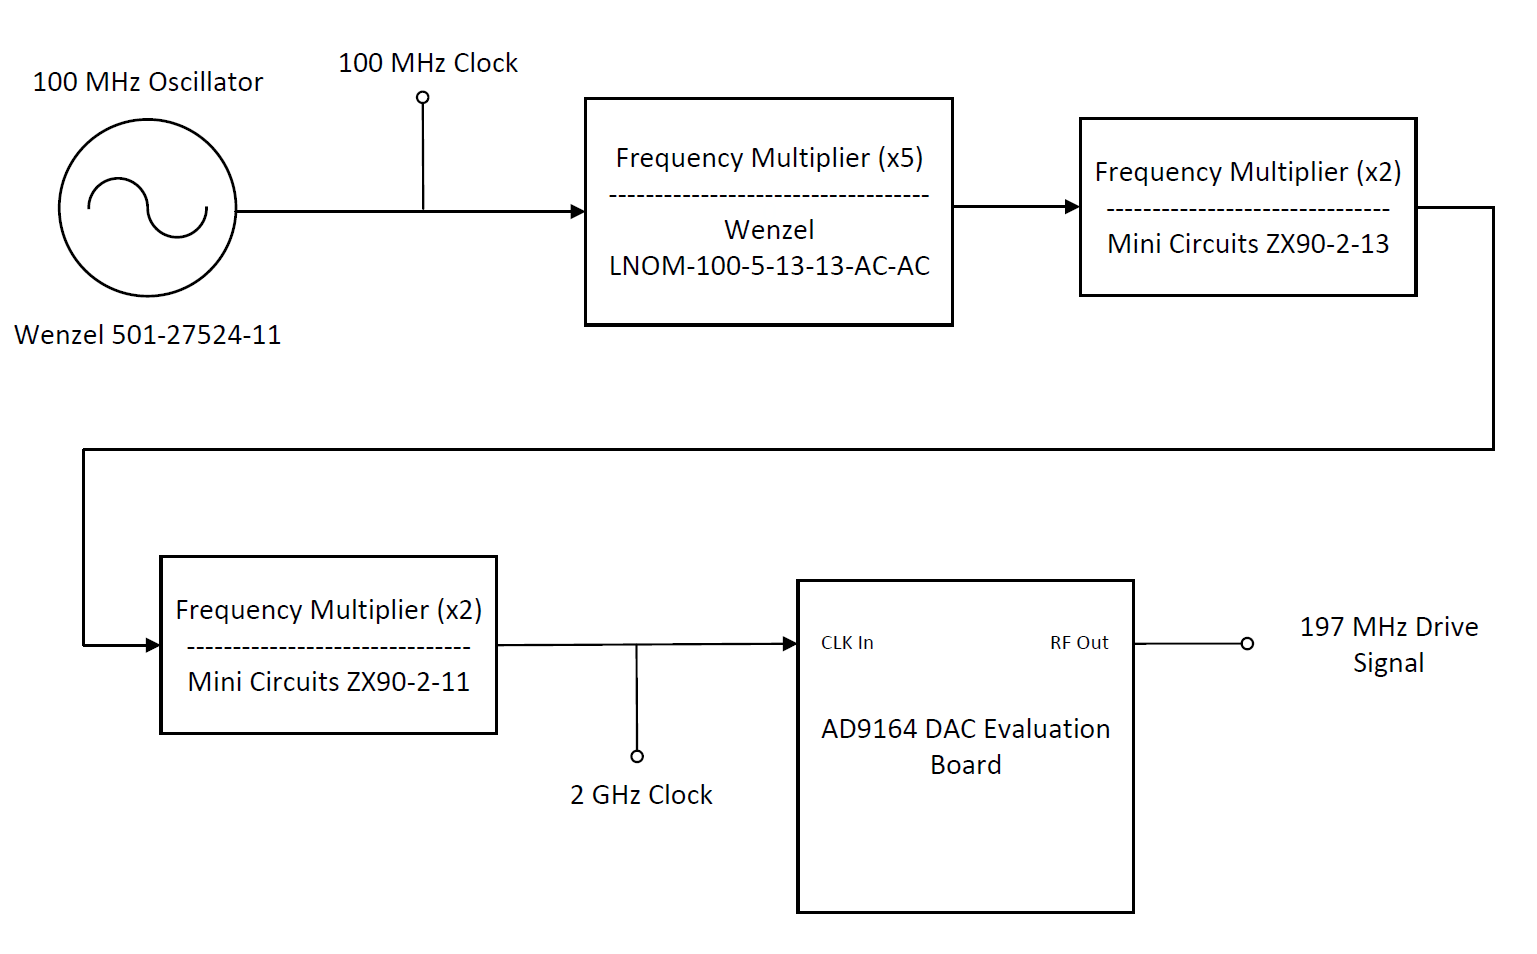 100 MHz Oscillator
100 MHz Clock
Wenzel 501-27524-11
Frequency Multiplier (x5)
-----------------------------------
Wenzel
LNOM-100-5-13-13-AC-AC
Frequency Multiplier (x2)
-------------------------------
Mini Circuits ZX90-2-13
Frequency Multiplier (x2)
-------------------------------
Mini Circuits ZX90-2-11
2 GHz Clock
CLK In
RF Out
AD9164 DAC Evaluation
Board
197 MHz Drive
Signal